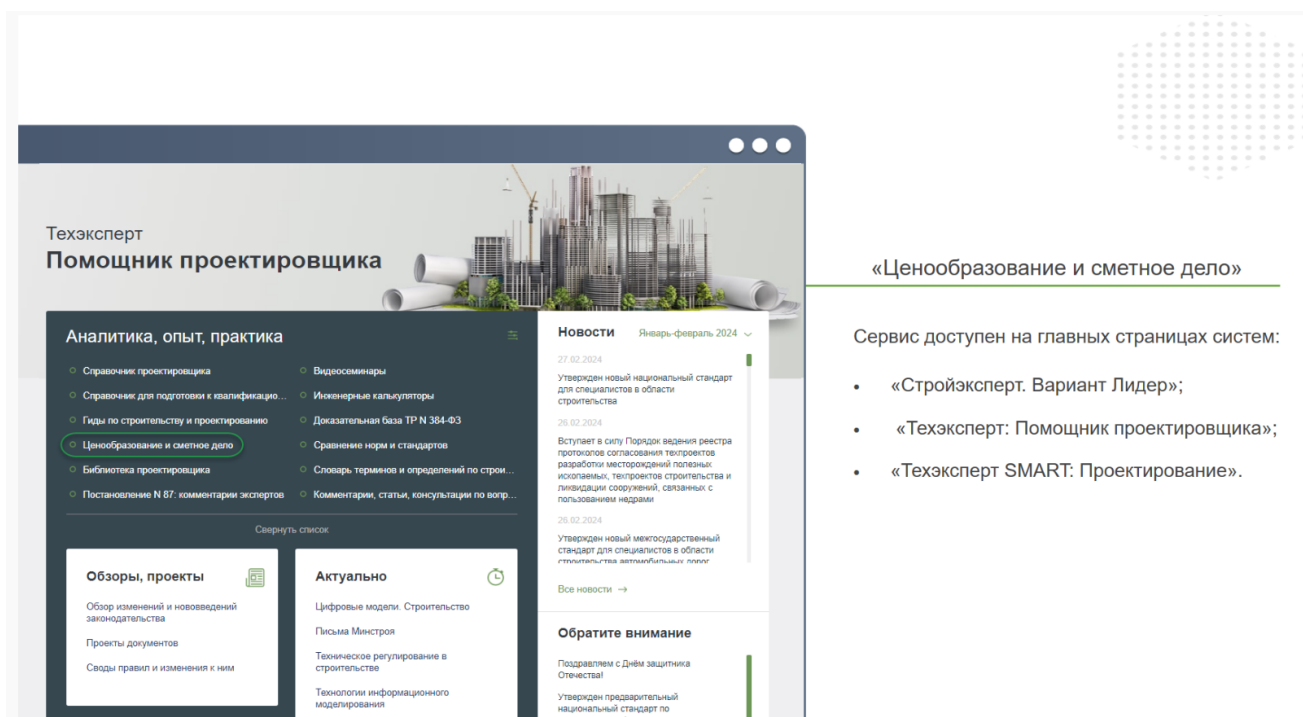 Техэксперт
Помощник проектировщика
Аналитика, опыт, практика
Справочник проектировщика
Справочник для подготовки к квалификацио...
Гиды по строительству и проектированию
Ценообразование и сметное дело
Библиотека проектировщика
Постановление N 87: комментарии экспертов
Видеосеминары
Инженерные калькуляторы
Доказательная база ТР N 384-ФЗ
Сравнение норм и стандартов
Словарь терминов и определений по строи...
Комментарии, статьи, консультации по вопр...
Свернуть список
Обзоры, проекты
Обзор изменений и нововведений
законодательства
Проекты документов
Своды правил и изменения к ним
Актуально
Цифровые модели. Строительство
Письма Минстроя
Техническое регулирование в
строительстве
Технологии информационного
моделирования
Новости
Январь-февраль 2024
27.02.2024
Утвержден новый национальный стандарт
для специалистов в области
строительства
26.02.2024
Вступает в силу Порядок ведения реестра
протоколов согласования техпроектов
разработки месторождений полезных
ископаемых, техпроектов строительства и
ликвидации сооружений, связанных с
пользованием недрами
26.02.2024
Утвержден новый межгосударственный
стандарт для специалистов в области
строительства автомобильных дорог
Все новости →
Обратите внимание
Поздравляем с Днём защитника
Отечества!
Утвержден предварительный
национальный стандарт по
«Ценообразование и сметное дело»
Сервис доступен на главных страницах систем:
• «Стройэксперт. Вариант Лидер»;
• «Техэксперт: Помощник проектировщика»;
• «Техэксперт SMART: Проектирование».